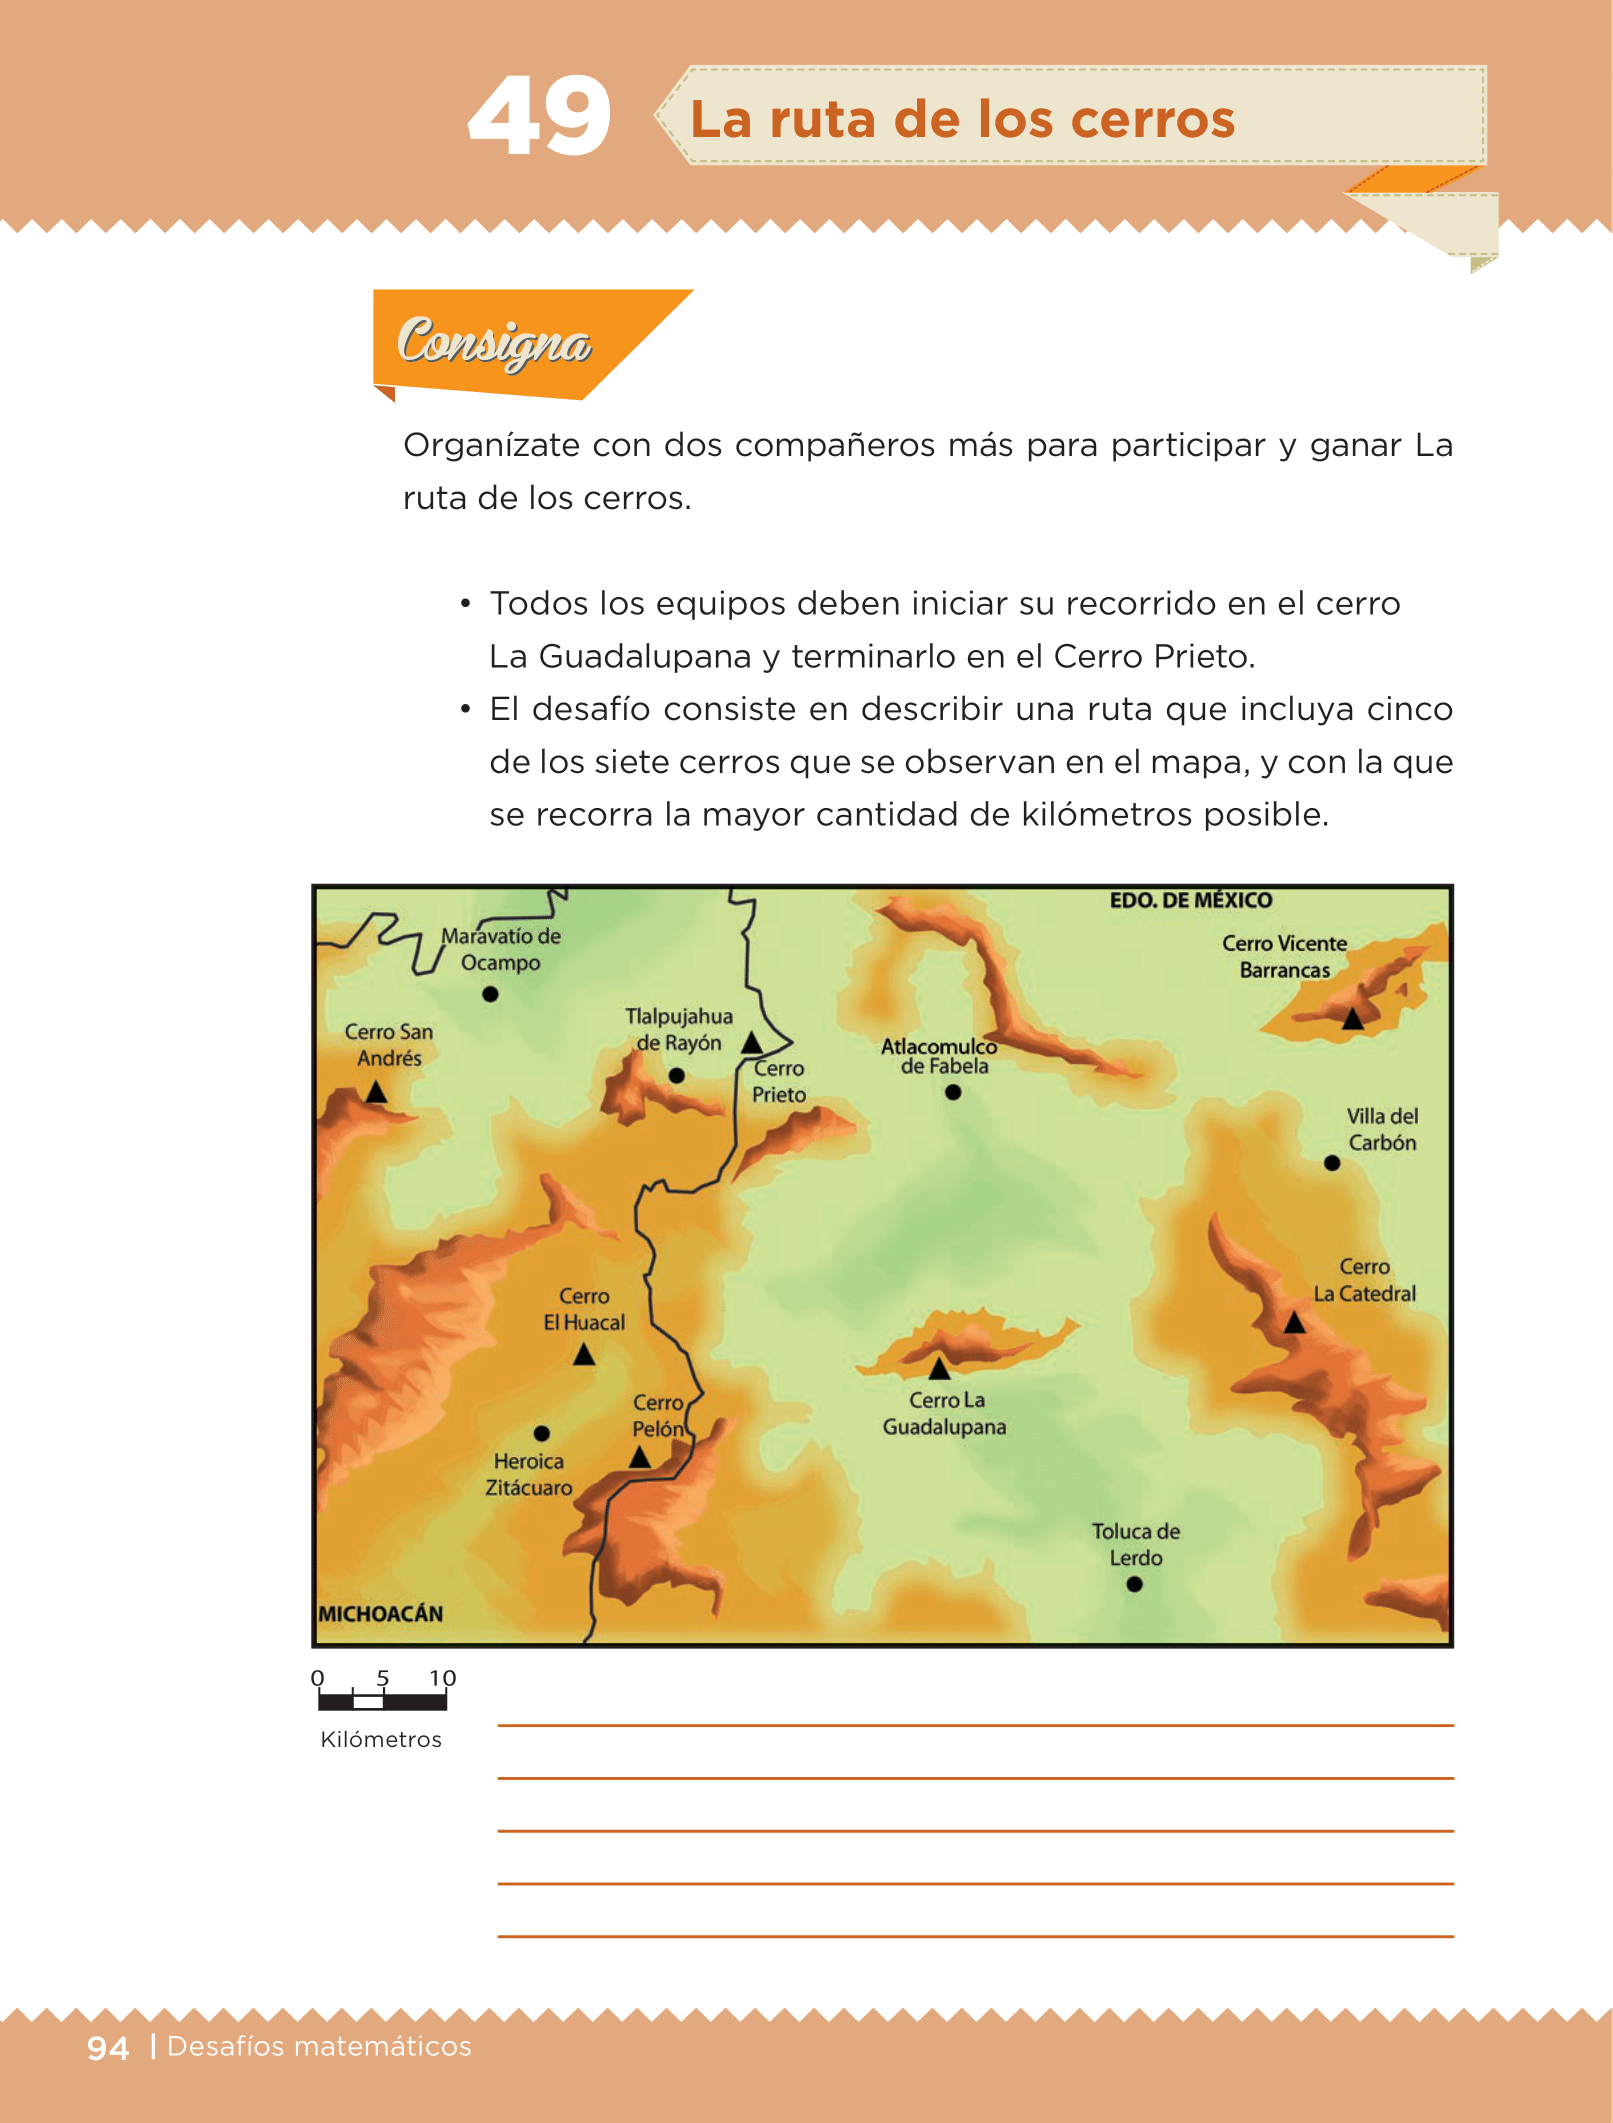 49
La ruta de los cerros
Consigna
Organízate con dos compañeros más para participar y ganar La
ruta de los cerros.
• Todos los equipos deben iniciar su recorrido en el cerro
La Guadalupana y terminarlo en el Cerro Prieto.
• El desafío consiste en describir una ruta que incluya cinco
de los siete cerros que se observan en el mapa, y con la que
se recorra la mayor cantidad de kilómetros posible.
EDO. DE MÉXICO
Maravatío de
Ocampo
Cerro Vicente
Barrancas
Cerro San
Andrés
Tlalpujahua
de Rayón
Cerro
Prieto
Atlacomulco
de Fabela
Villa del
Carbón
Cerro
La Catedral
Cerro
El Huacal
Cerro
Pelón
Cerro La
Guadalupana
Heroica
Zitácuaro
Toluca de
Lerdo
MICHOACÁN
0 5 10
Kilómetros
94 | Desafíos matemáticos